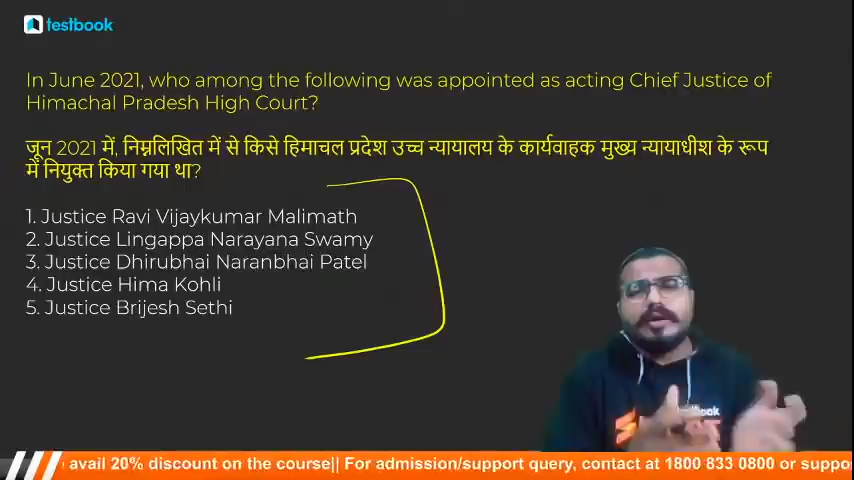 testbook
In June 2021, who among the following was appointed as acting Chief Justice of
Himachal Pradesh High Court?
जून 2021 में, निम्नलिखित में से किसे हिमाचल प्रदेश उच्च न्यायालय के कार्यवाहक मुख्य न्यायाधीश के रूप
में नियुक्त किया गया था?
1. Justice Ravi Vijaykumar Malimath
2. Justice Lingappa Narayana Swamy
3. Justice Dhirubhai Naranbhai Patel
4. Justice Hima Kohli
5. Justice Brijesh Sethi
avail 20% discount on the course|| For admission/support query, contact at 1800 833 0800 or